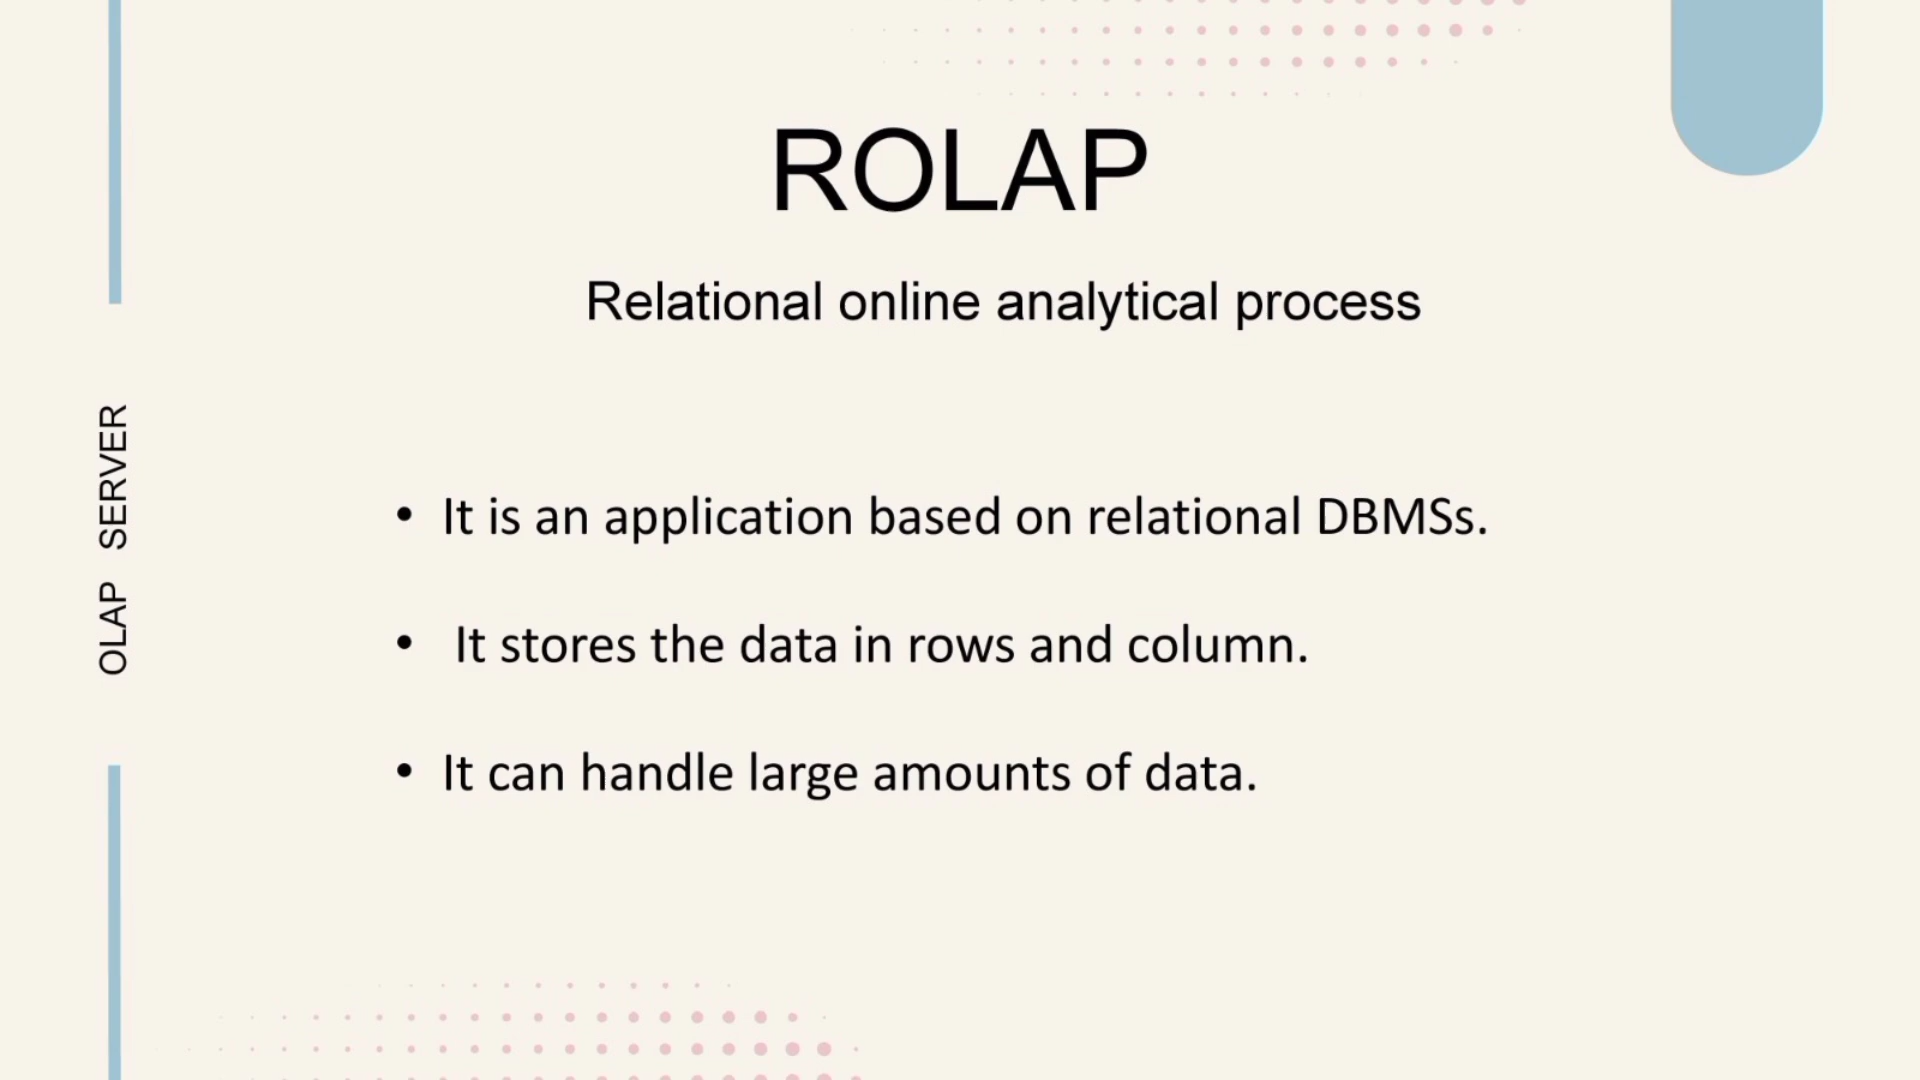 ROLAP
Relational online analytical process
OLAP SERVER
• It is an application based on relational DBMSs.
• It stores the data in rows and column.
• It can handle large amounts of data.